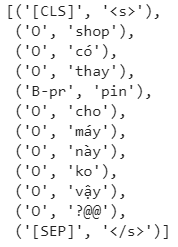 [('[CLS]', '<s>'),
('O', 'shop'),
('O', 'có'),
('O', 'thay'),
('B-pr', 'pin'),
('O', 'cho'),
('O', 'máy'),
('O', 'này'),
('O', 'ko'),
('O', 'vậy'),
('O', '?@@'),
('[SEP]', '</s>')]